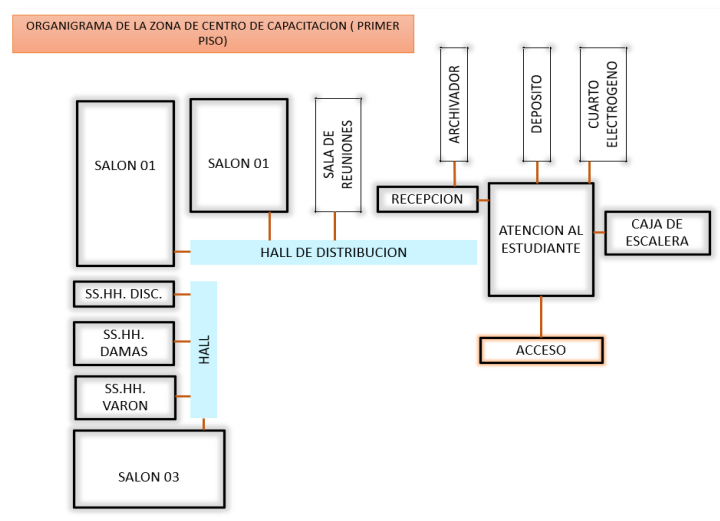 ORGANIGRAMA DE LA ZONA DE CENTRO DE CAPACITACION ( PRIMER
PISO)
ARCHIVADOR
DEPOSITO
CUARTO
ELECTROGENO
SALON 01
SALON 01
SALA DE
REUNIONES
RECEPCION
ATENCION AL
ESTUDIANTE
CAJA DE
ESCALERA
HALL DE DISTRIBUCION
SS.HH. DISC.
SS.HH.
DAMAS
HALL
ACCESO
SS.HH.
VARON
SALON 03